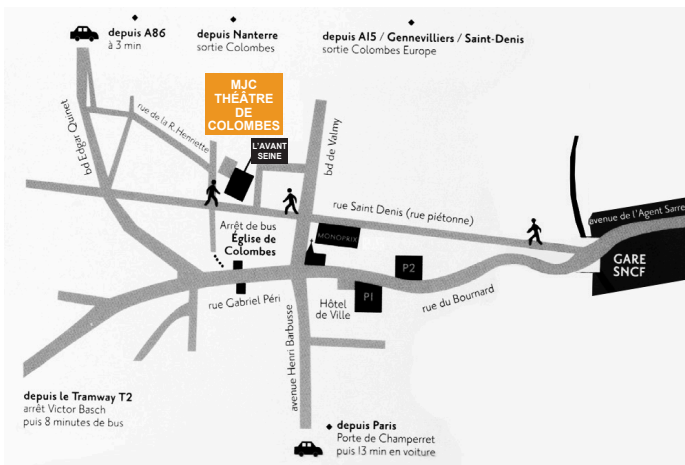 depuis A86
à 3 min
depuis Nanterre
sortie Colombes
depuis A15 / Gennevilliers / Saint-Denis
sortie Colombes Europe
MJC
THÉÂTRE
DE
COLOMBES
L'AVANT
SEINE
bd Edgar Quinet
rue de la R.Henriette
bd de Valmy
rue Saint Denis (rue piétonne)
avenue de l'Agent Sarre
Arrêt de bus
Église de
Colombes
MONOPRIX
GARE
SNCF
P2
P1
rue Gabriel Péri
Hôtel
de Ville
rue du Bournard
avenue Henri Barbusse
depuis le Tramway T2
arrêt Victor Basch
puis 8 minutes de bus
depuis Paris
Porte de Champerret
puis 13 min en voiture